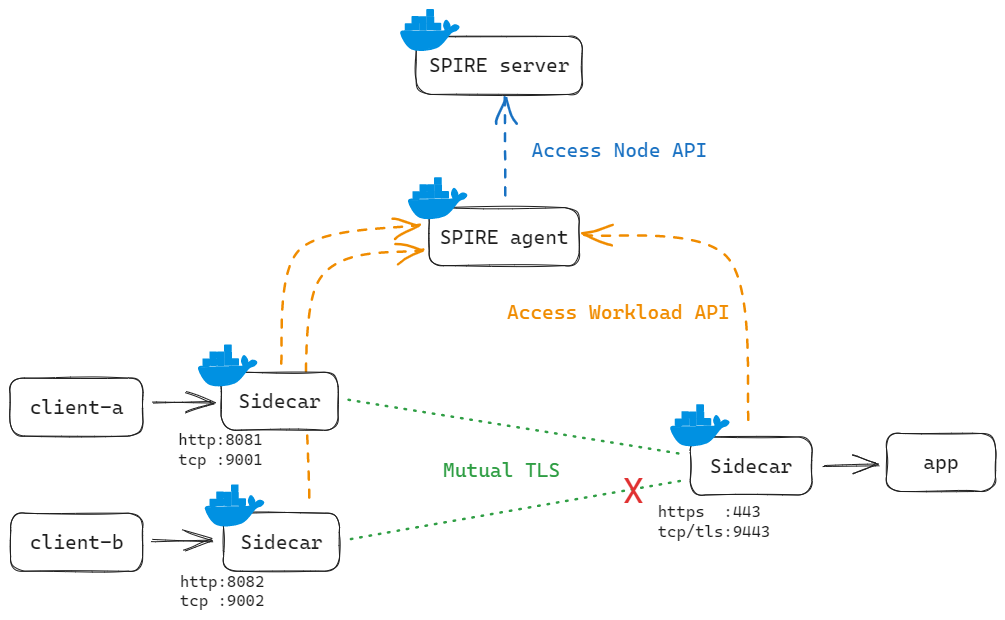 SPIRE server
Access Node API
SPIRE agent
Access Workload API
client-a
Sidecar
http:8081
tcp :9001
Mutual TLS
X
Sidecar
app
https  :443
tcp/tls:9443
client-b
Sidecar
http:8082
tcp :9002